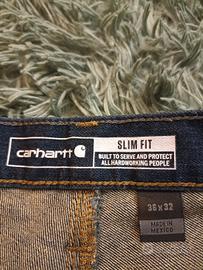 carhartt
SLIM FIT
BUILT TO SERVE AND PROTECT
ALL HARDWORKING PEOPLE
36 x 32
MADE IN
MEXICO